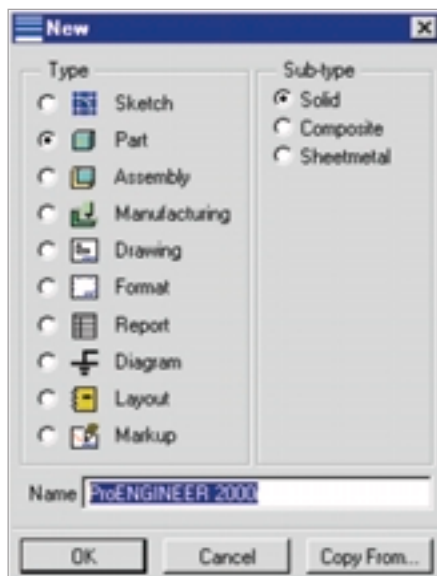 New
Type
Sketch
Part
Assembly
Manufacturing
Drawing
Format
Report
Diagram
Layout
Markup
Sub-type
Solid
Composite
Sheetmetal
Name ProENGINEER 2000
OK Cancel Copy From...